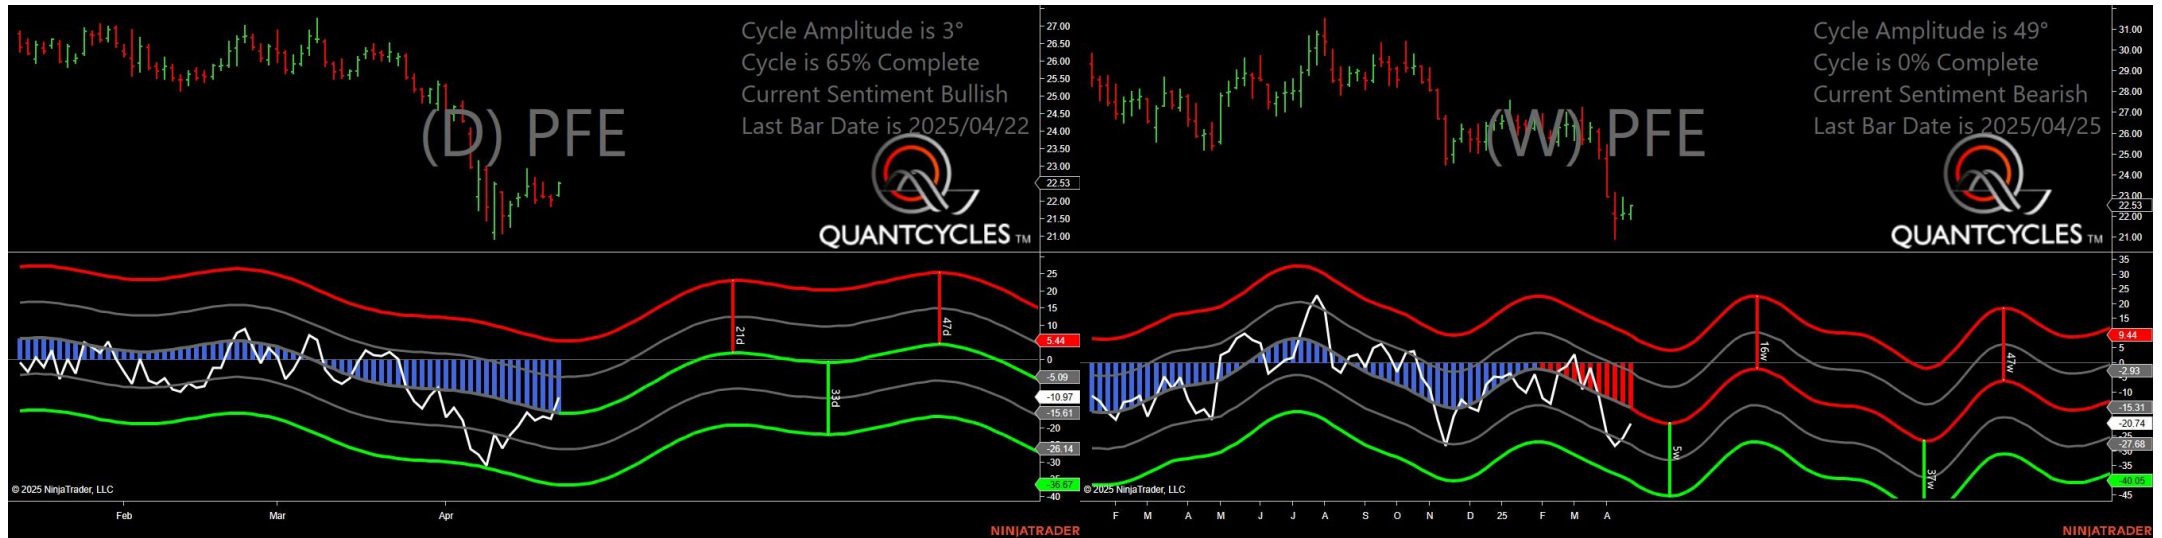 Cycle Amplitude is 3°
Cycle is 65% Complete
Current Sentiment Bullish
Last Bar Date is 2025/04/22
(D) PFE
QUANTCYCLES TM
27.00
26.50
26.00
25.50
25.00
24.50
24.00
23.50
23.00
22.53
22.00
21.50
21.00
25
20
15
10
5.44
0
-5.09
-10.97
-15.61
-20
-26.14
-30
-36.67
-40
21d
33d
47d
© 2025 NinjaTrader, LLC
Feb Mar Apr
NINJATRADER
Cycle Amplitude is 49°
Cycle is 0% Complete
Current Sentiment Bearish
Last Bar Date is 2025/04/25
(W) PFE
QUANTCYCLES TM
31.00
30.00
29.00
28.00
27.00
26.00
25.00
24.00
23.00
22.53
22.00
21.00
35
30
25
20
15
9.44
5
-2.93
-10
-15.31
-20.74
-27.68
-35
-40.05
-45
5w
16w
37w
47w
© 2025 NinjaTrader, LLC
F M A M J J A S O N D 25 F M A
NINJATRADER